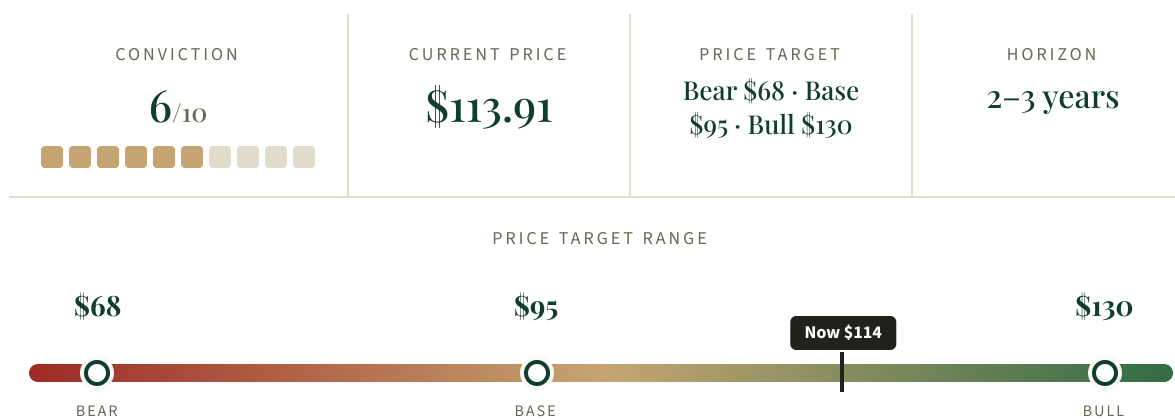 CONVICTION
6/10
CURRENT PRICE
$113.91
PRICE TARGET
Bear $68 · Base
$95 · Bull $130
HORIZON
2–3 years
PRICE TARGET RANGE
$68
$95
$130
Now $114
BEAR
BASE
BULL